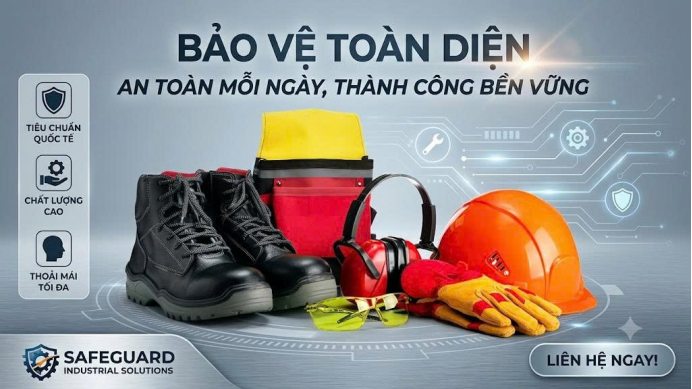 BẢO VỆ TOÀN DIỆN
AN TOÀN MỖI NGÀY, THÀNH CÔNG BỀN VỮNG
TIÊU CHUẨN
QUỐC TẾ
CHẤT LƯỢNG
CAO
THOẢI MÁI
TỐI ĐA
SAFEGUARD
INDUSTRIAL SOLUTIONS
LIÊN HỆ NGAY!